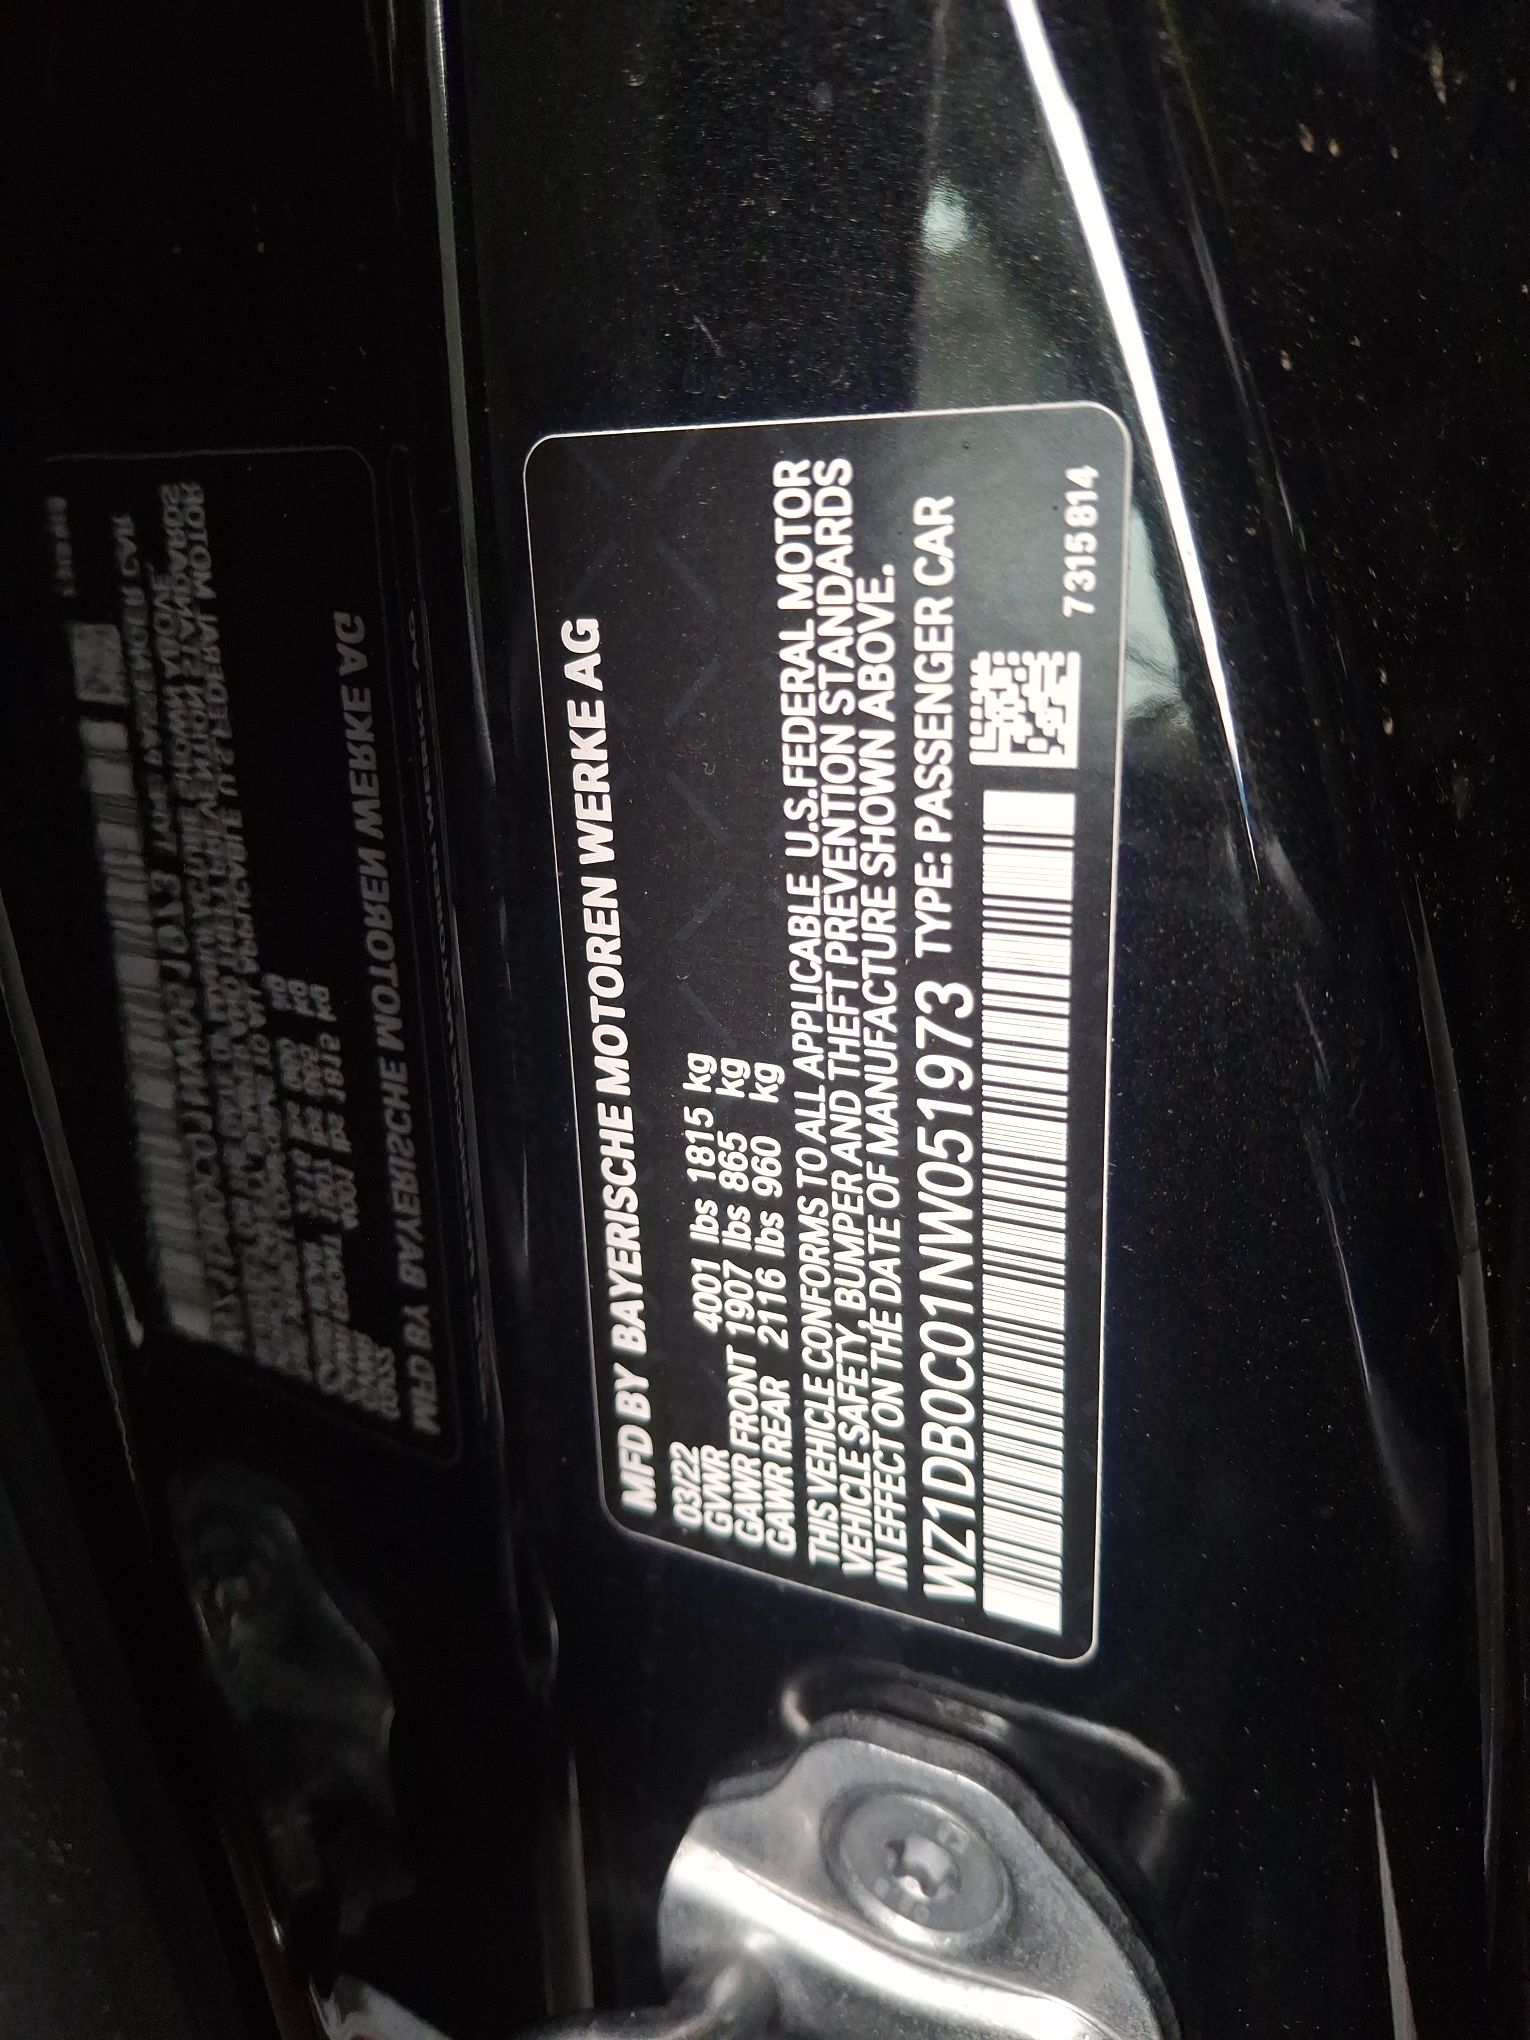 MFD BY BAYERISCHE MOTOREN WERKE AG
03/22
GVWR 4001 lbs 1815 kg
GAWR FRONT 1907 lbs 865 kg
GAWR REAR 2116 lbs 960 kg
THIS VEHICLE CONFORMS TO ALL APPLICABLE U.S.FEDERAL MOTOR
VEHICLE SAFETY, BUMPER AND THEFT PREVENTION STANDARDS
IN EFFECT ON THE DATE OF MANUFACTURE SHOWN ABOVE.
WZ1DB0C01NW051973 TYPE: PASSENGER CAR
7315814